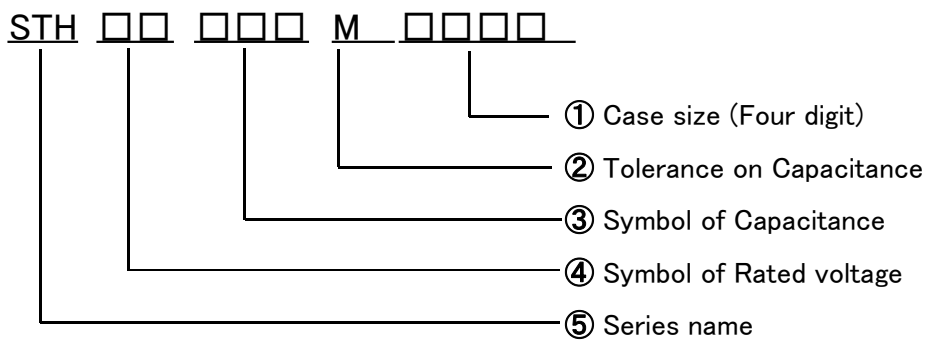 STH □□ □□□ M □□□□
① Case size (Four digit)
② Tolerance on Capacitance
③ Symbol of Capacitance
④ Symbol of Rated voltage
⑤ Series name